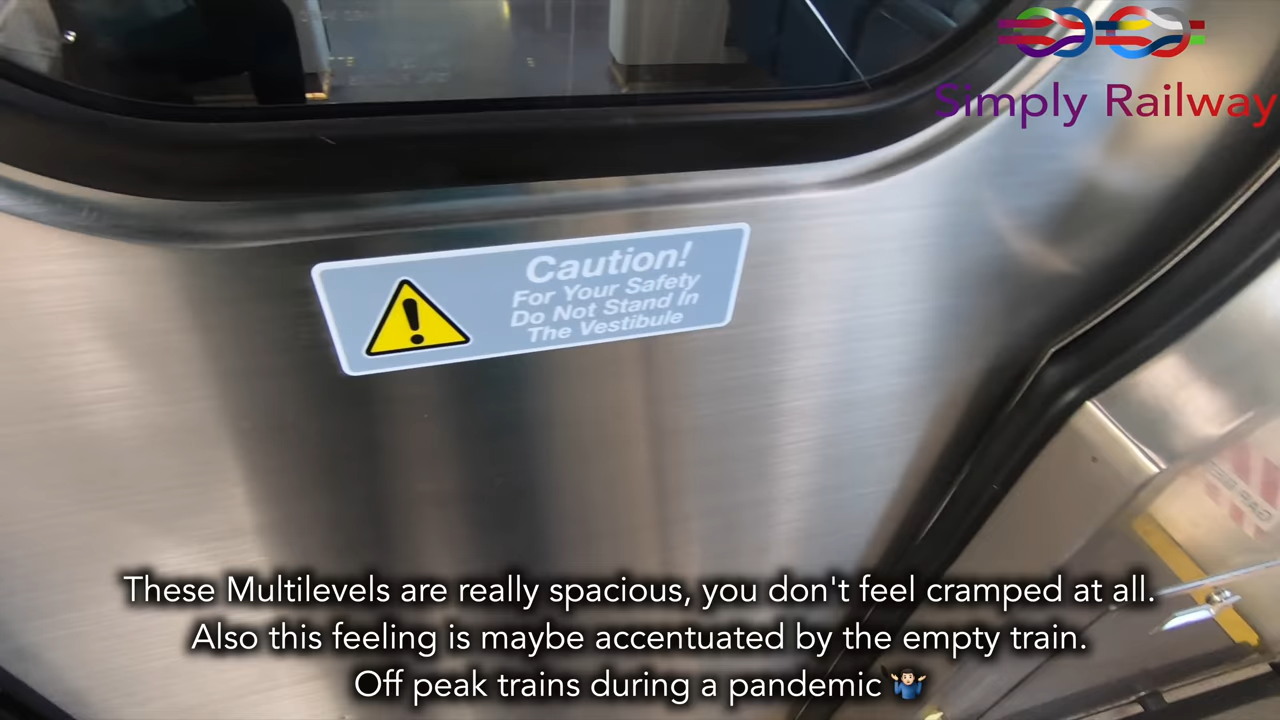 Simply Railway
Caution!
For Your Safety
Do Not Stand In
The Vestibule
These Multilevels are really spacious, you don't feel cramped at all.
Also this feeling is maybe accentuated by the empty train.
Off peak trains during a pandemic 🤷🏻‍♂️